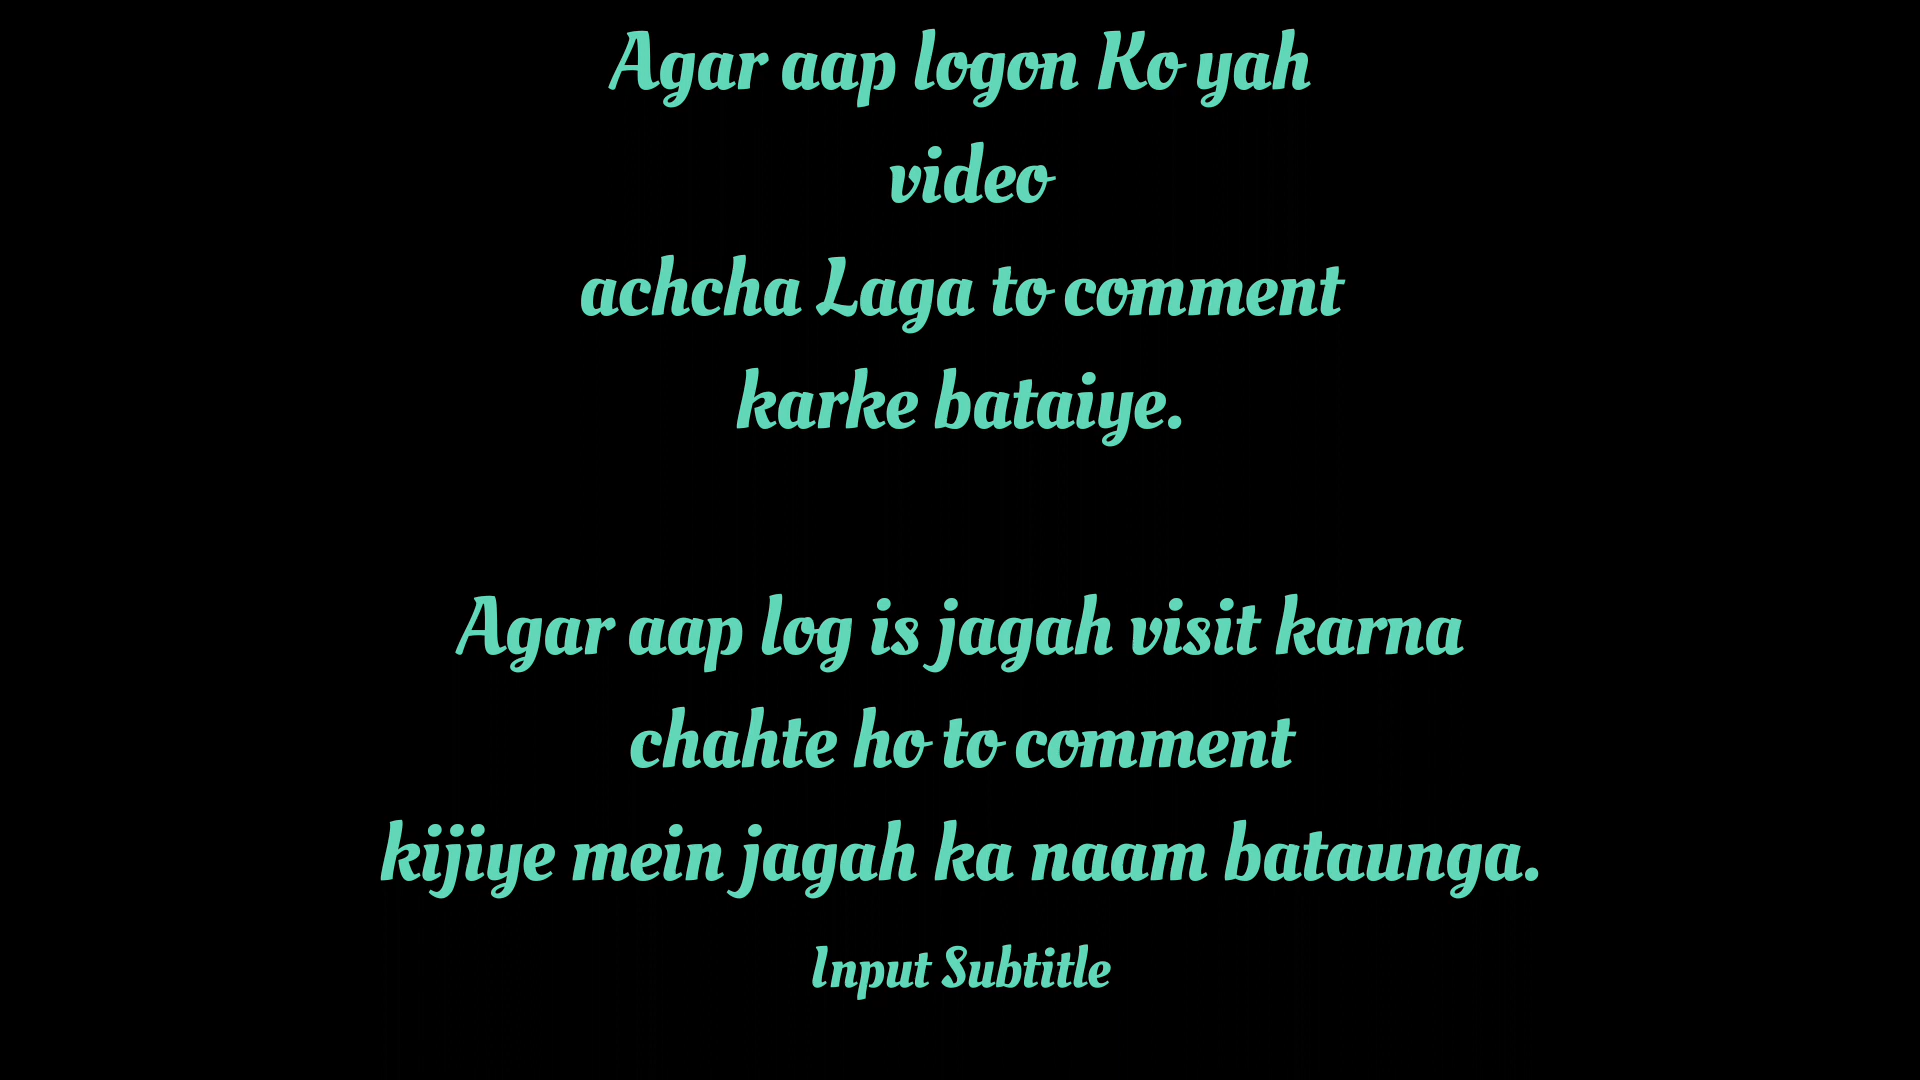 Agar aap logon Ko yah
video
achcha Laga to comment
karke bataiye.
Agar aap log is jagah visit karna
chahte ho to comment
kijiye mein jagah ka naam bataunga.
Input Subtitle